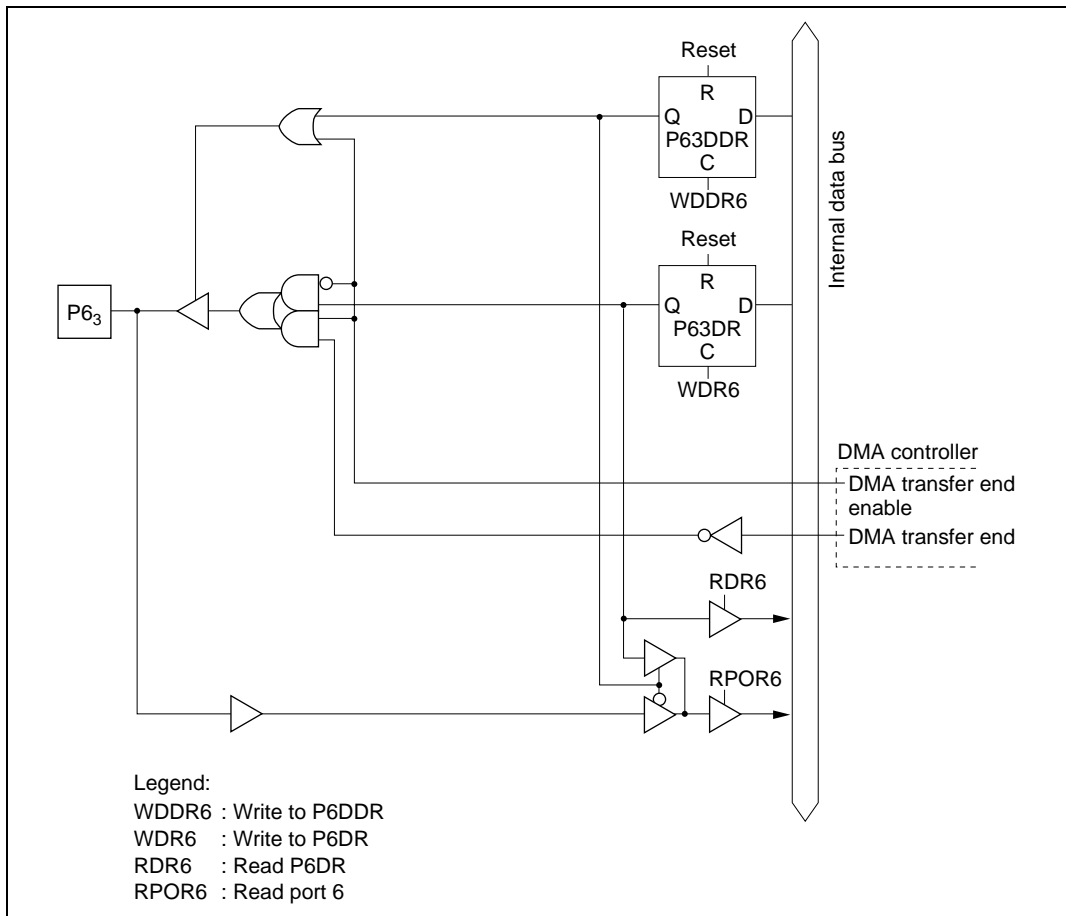 Reset
R
Q D
P63DDR
C
WDDR6
Reset
R
Q D
P63DR
C
WDR6
Internal data bus
P6₃
DMA controller
DMA transfer end
enable
DMA transfer end
RDR6
RPOR6
Legend:
WDDR6 : Write to P6DDR
WDR6 : Write to P6DR
RDR6 : Read P6DR
RPOR6 : Read port 6